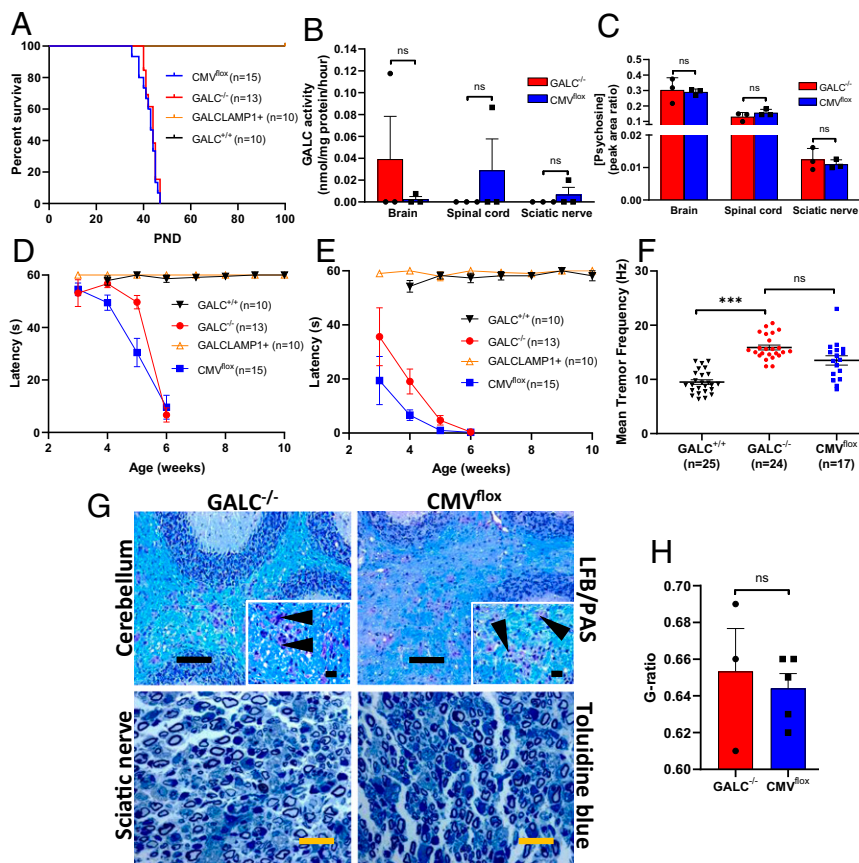 A
Percent survival
100
80
60
40
20
0
CMVflox (n=15)
GALC-/- (n=13)
GALCLAMP1+ (n=10)
GALC+/+ (n=10)
0 20 40 60 80 100
PND
B
GALC activity
(nmol/mg protein/hour)
0.14
0.12
0.10
0.08
0.06
0.04
0.02
0.00
ns
ns
ns
GALC-/-
CMVflox
Brain Spinal cord Sciatic nerve
C
[Psychosine]
(peak area ratio)
0.5
0.4
0.3
0.2
0.1
0.01
0.00
ns
ns
ns
GALC-/-
CMVflox
Brain Spinal cord Sciatic nerve
D
Latency (s)
60
40
20
0
GALC+/+ (n=10)
GALC-/- (n=13)
GALCLAMP1+ (n=10)
CMVflox (n=15)
2 4 6 8 10
Age (weeks)
E
Latency (s)
60
40
20
0
GALC+/+ (n=10)
GALC-/- (n=13)
GALCLAMP1+ (n=10)
CMVflox (n=15)
2 4 6 8 10
Age (weeks)
F
Mean Tremor Frequency (Hz)
30
20
10
0
***
ns
GALC+/+ GALC-/- CMVflox
(n=25) (n=24) (n=17)
G
GALC-/- CMVflox
Cerebellum
LFB/PAS
Sciatic nerve
Toluidine blue
H
G-ratio
0.70
0.68
0.66
0.64
0.62
0.60
ns
GALC-/- CMVflox